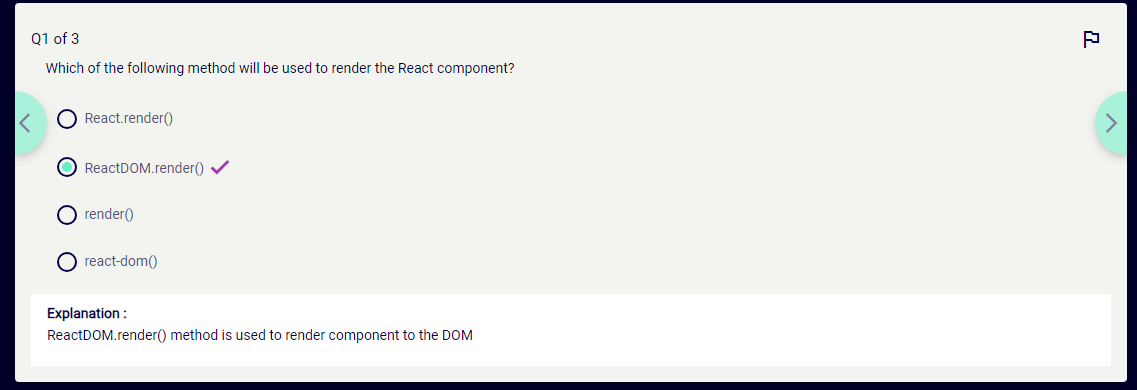 Q1 of 3
Which of the following method will be used to render the React component?
React.render()
ReactDOM.render()
render()
react-dom()
Explanation :
ReactDOM.render() method is used to render component to the DOM